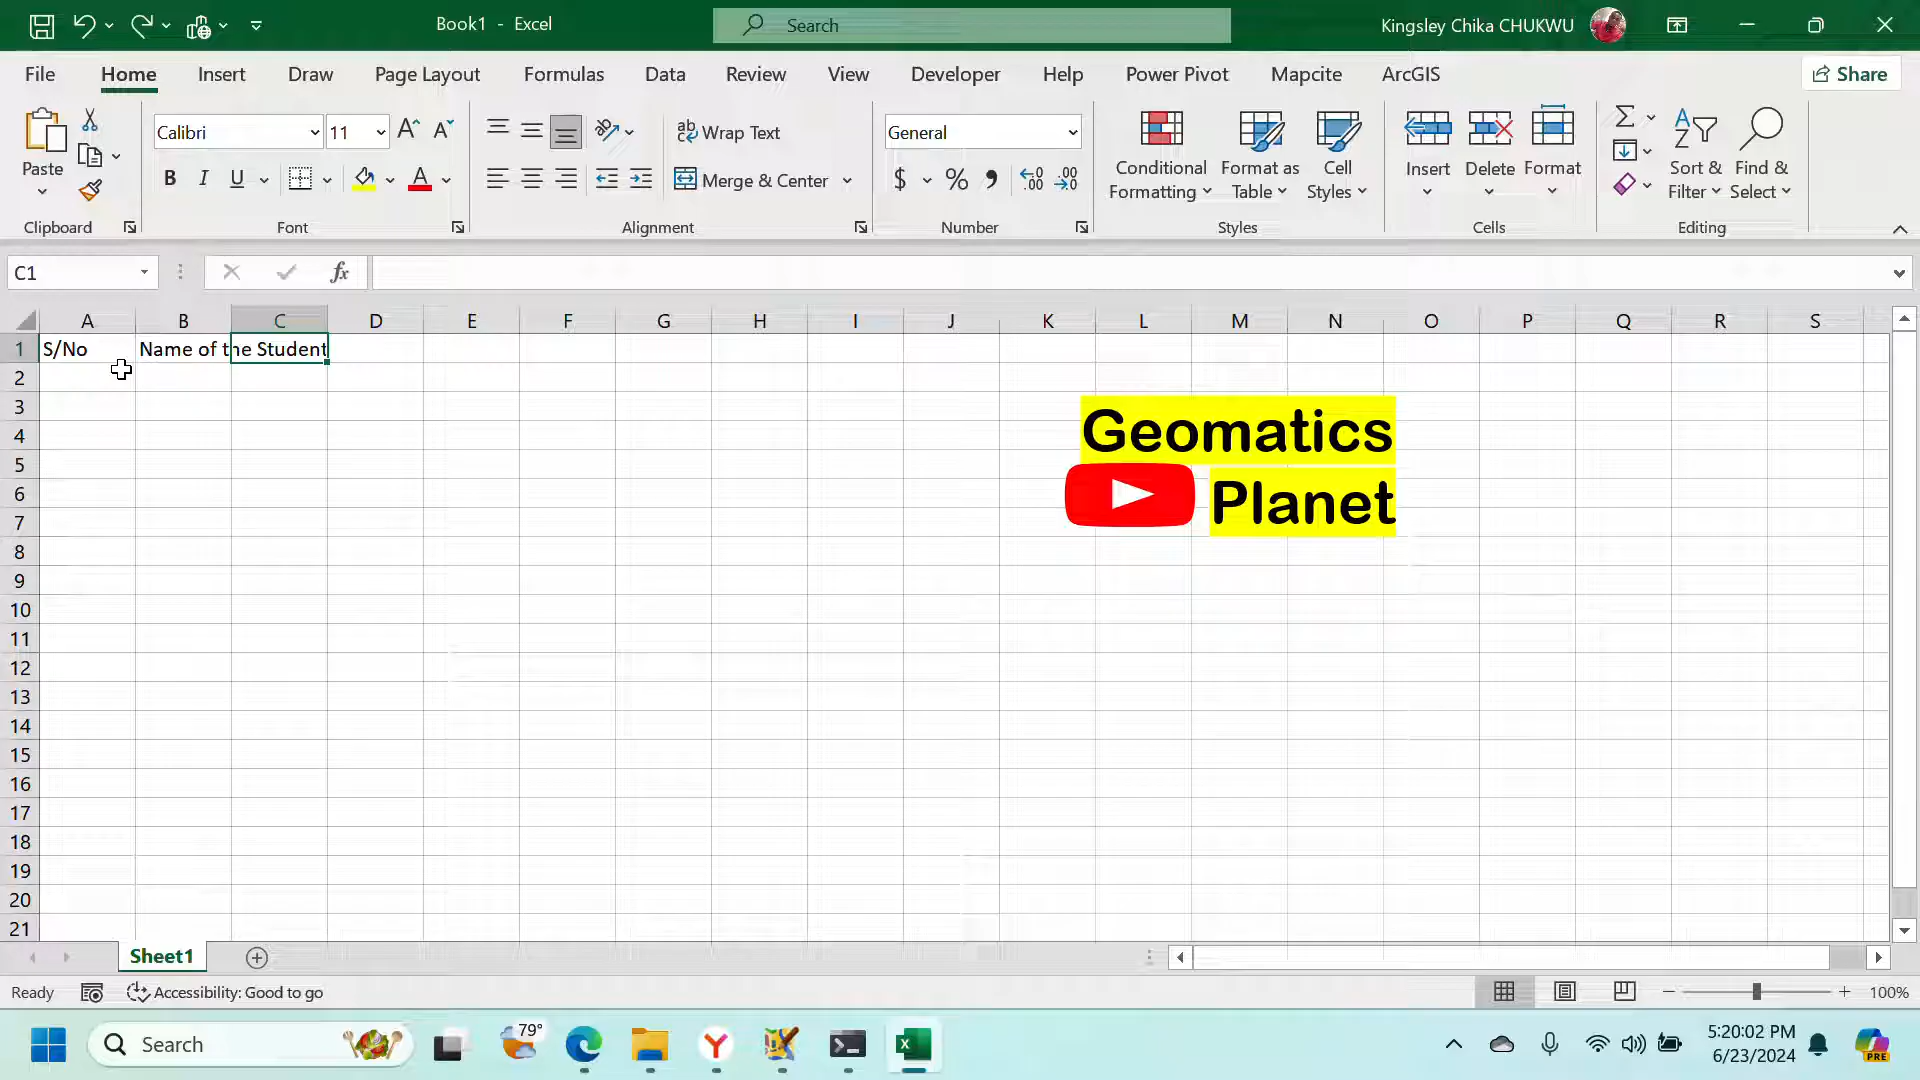 Book1 - Excel
Search
Kingsley Chika CHUKWU
File Home Insert Draw Page Layout Formulas Data Review View Developer Help Power Pivot Mapcite ArcGIS Share
Paste
Clipboard
Calibri 11
B I U
Font
Wrap Text
Merge & Center
Alignment
General
$ % 
Number
Conditional
Formatting
Format as
Table
Cell
Styles
Styles
Insert
Delete
Format
Cells
Sort &
Filter
Find &
Select
Editing
C1
fx
A B C D E F G H I J K L M N O P Q R S
1 S/No Name of the Student
2
3
4
5
6
7
8
9
10
11
12
13
14
15
16
17
18
19
20
21
Geomatics
Planet
Sheet1
Ready
Accessibility: Good to go
100%
Search
79°
5:20:02 PM
6/23/2024
PRE